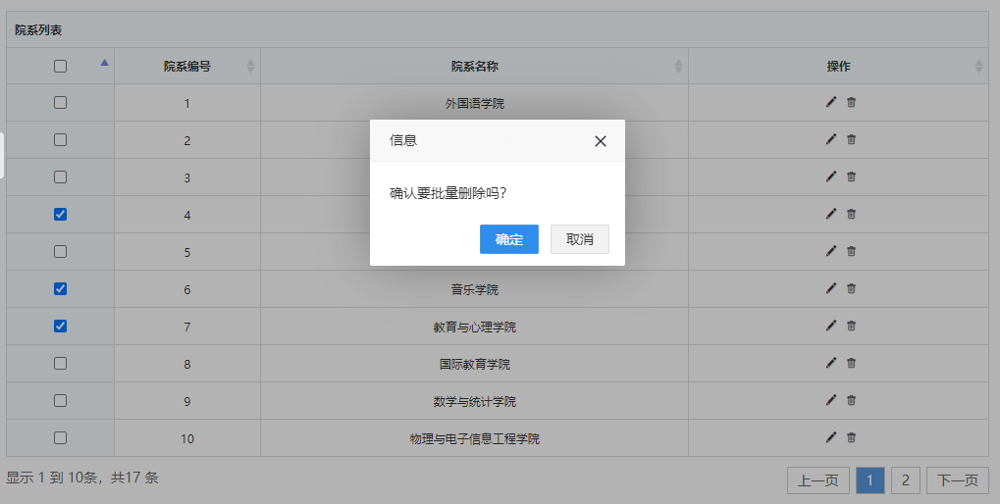 院系列表
院系编号 院系名称 操作
1 外国语学院
2
3
4
5
6 音乐学院
7 教育与心理学院
8 国际教育学院
9 数学与统计学院
10 物理与电子信息工程学院
信息
确认要批量删除吗?
确定 取消
显示 1 到 10条，共17 条
上一页 1 2 下一页